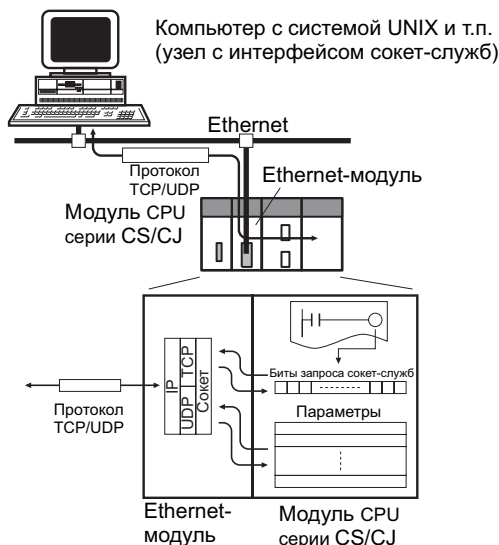 Компьютер с системой UNIX и т.п.
(узел с интерфейсом сокет-служб)
Ethernet
Протокол
TCP/UDP
Ethernet-модуль
Модуль CPU
серии CS/CJ
Биты запроса сокет-служб
IP
TCP
UDP
Сокет
Параметры
Протокол
TCP/UDP
Ethernet-
модуль
Модуль CPU
серии CS/CJ